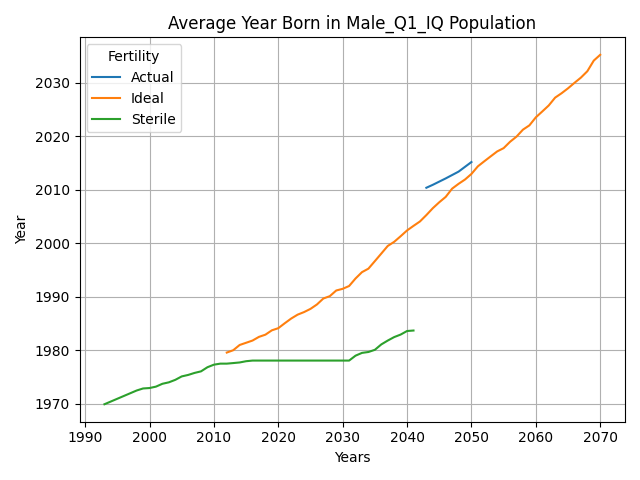 Average Year Born in Male_Q1_IQ Population
Fertility
Actual
Ideal
Sterile
2030
2020
2010
2000
1990
1980
1970
Year
1990 2000 2010 2020 2030 2040 2050 2060 2070
Years